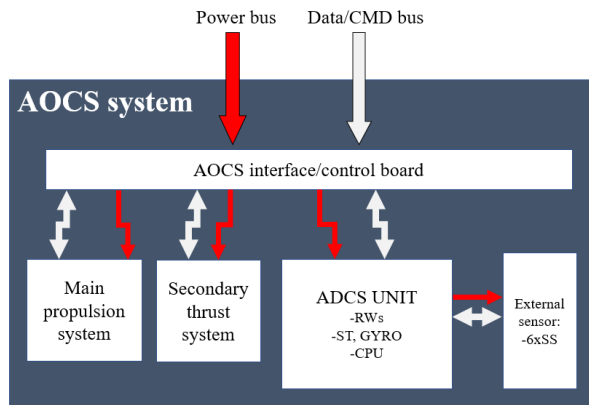 Power bus
Data/CMD bus
AOCS system
AOCS interface/control board
Main
propulsion
system
Secondary
thrust system
ADCS UNIT
-RWs
-ST, GYRO
-CPU
External
sensor:
-6xSS